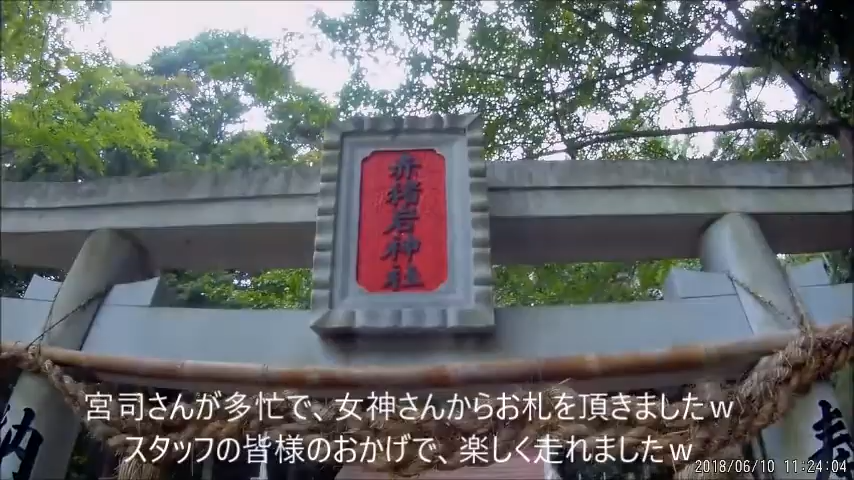 赤猪岩神社
納
奉
宮司さんが多忙で、女神さんからお札を頂きましたw
スタッフの皆様のおかげで、楽しく走れましたw
2018/06/10 11:24:04